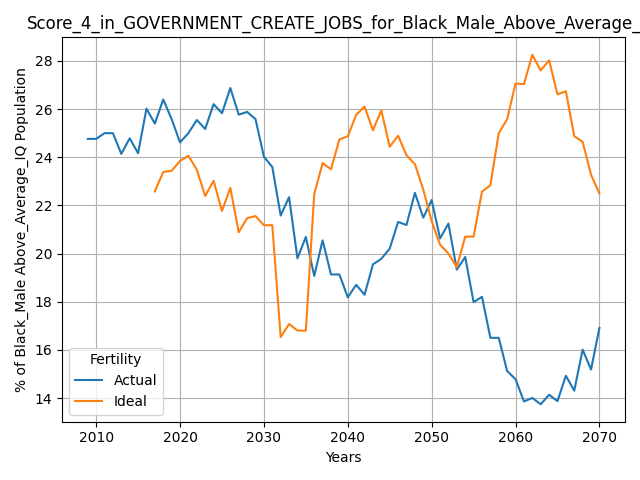 Score_4_in_GOVERNMENT_CREATE_JOBS_for_Black_Male_Above_Average_
% of Black_Male Above_Average_IQ Population
28
26
24
22
20
18
16
14
Fertility
Actual
Ideal
2010
2020
2030
2040
2050
2060
2070
Years